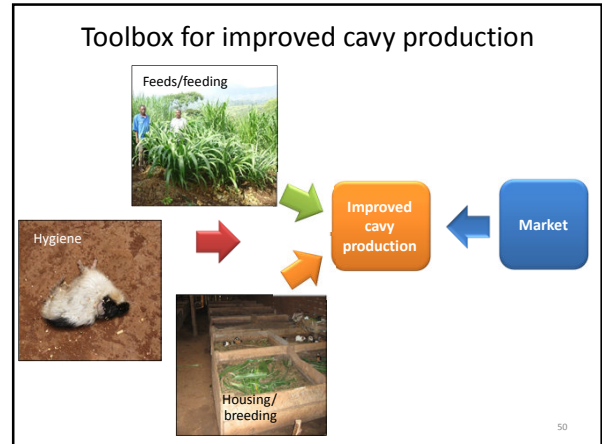 Toolbox for improved cavy production
Feeds/feeding
Improved
cavy
production
Market
Hygiene
Housing/
breeding
50